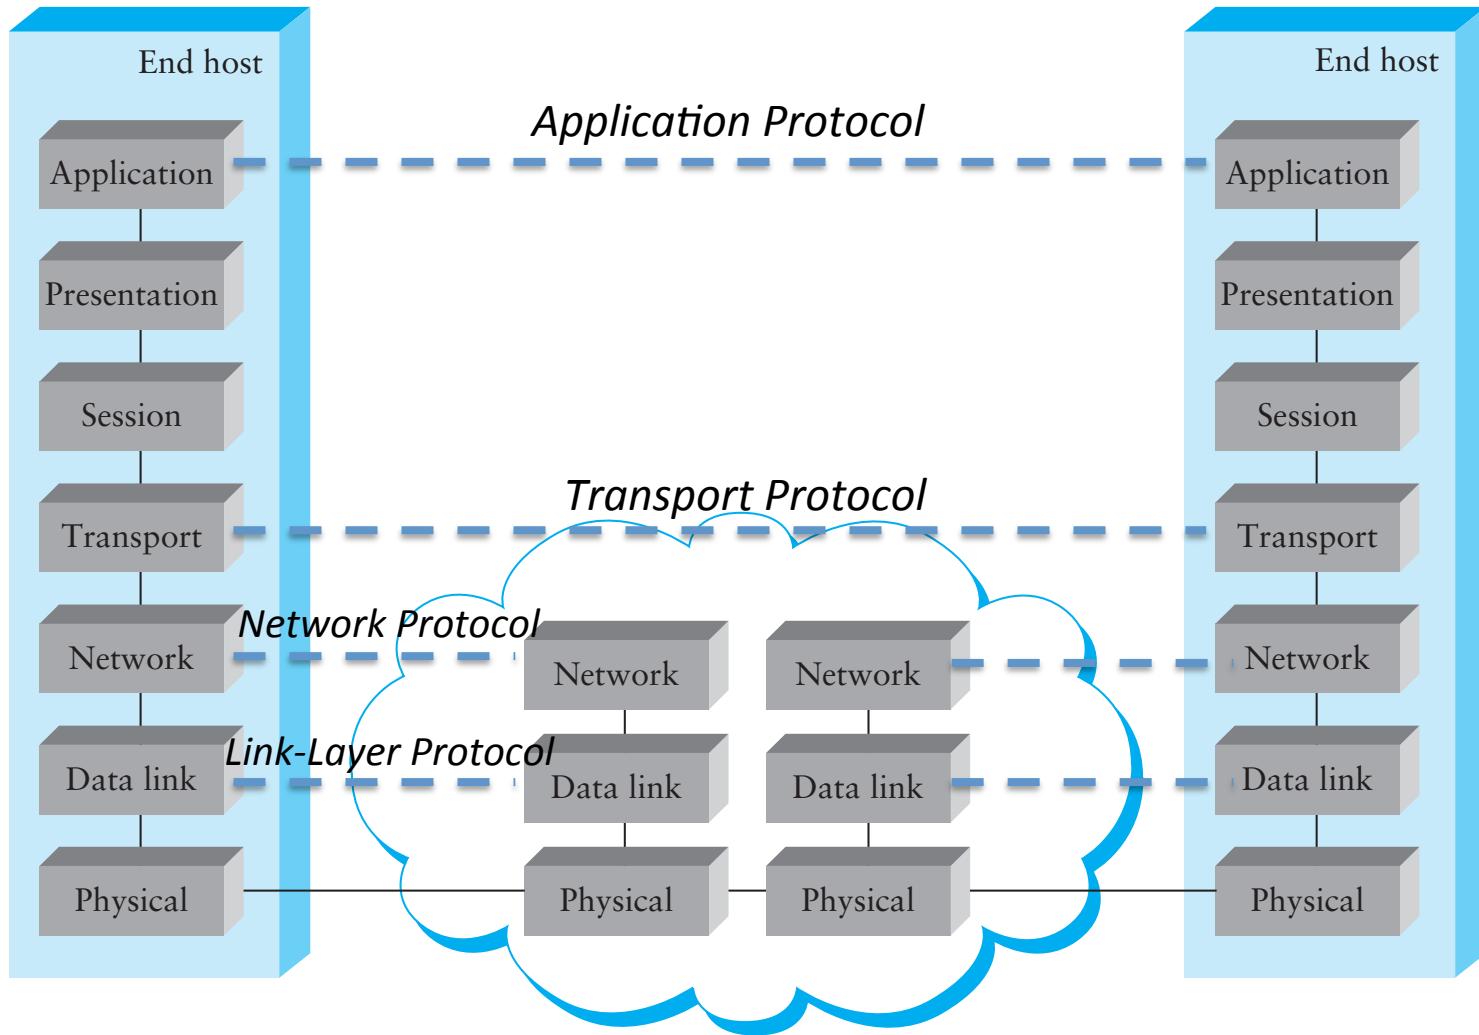 End host
End host
Application Protocol
Application
Application
Presentation
Presentation
Session
Session
Transport Protocol
Transport
Transport
Network Protocol
Network
Network
Network
Network
Link-Layer Protocol
Data link
Data link
Data link
Data link
Physical
Physical
Physical
Physical